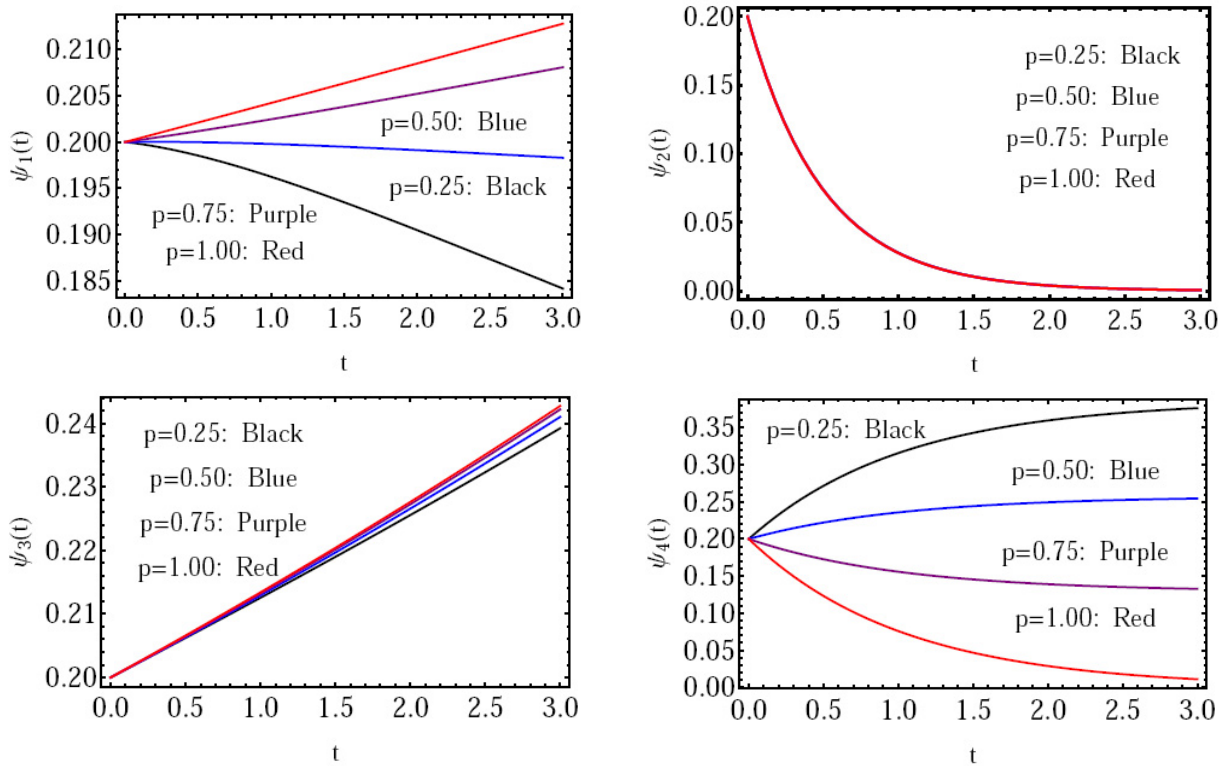 0.210
0.205
0.200
0.195
0.190
0.185
ψ1(t)
p=0.50: Blue
p=0.25: Black
p=0.75: Purple
p=1.00: Red
0.0 0.5 1.0 1.5 2.0 2.5 3.0
t
0.20
0.15
0.10
0.05
0.00
ψ2(t)
p=0.25: Black
p=0.50: Blue
p=0.75: Purple
p=1.00: Red
0.0 0.5 1.0 1.5 2.0 2.5 3.0
t
0.24
0.23
0.22
0.21
0.20
ψ3(t)
p=0.25: Black
p=0.50: Blue
p=0.75: Purple
p=1.00: Red
0.0 0.5 1.0 1.5 2.0 2.5 3.0
t
0.35
0.30
0.25
0.20
0.15
0.10
0.05
0.00
ψ4(t)
p=0.25: Black
p=0.50: Blue
p=0.75: Purple
p=1.00: Red
0.0 0.5 1.0 1.5 2.0 2.5 3.0
t